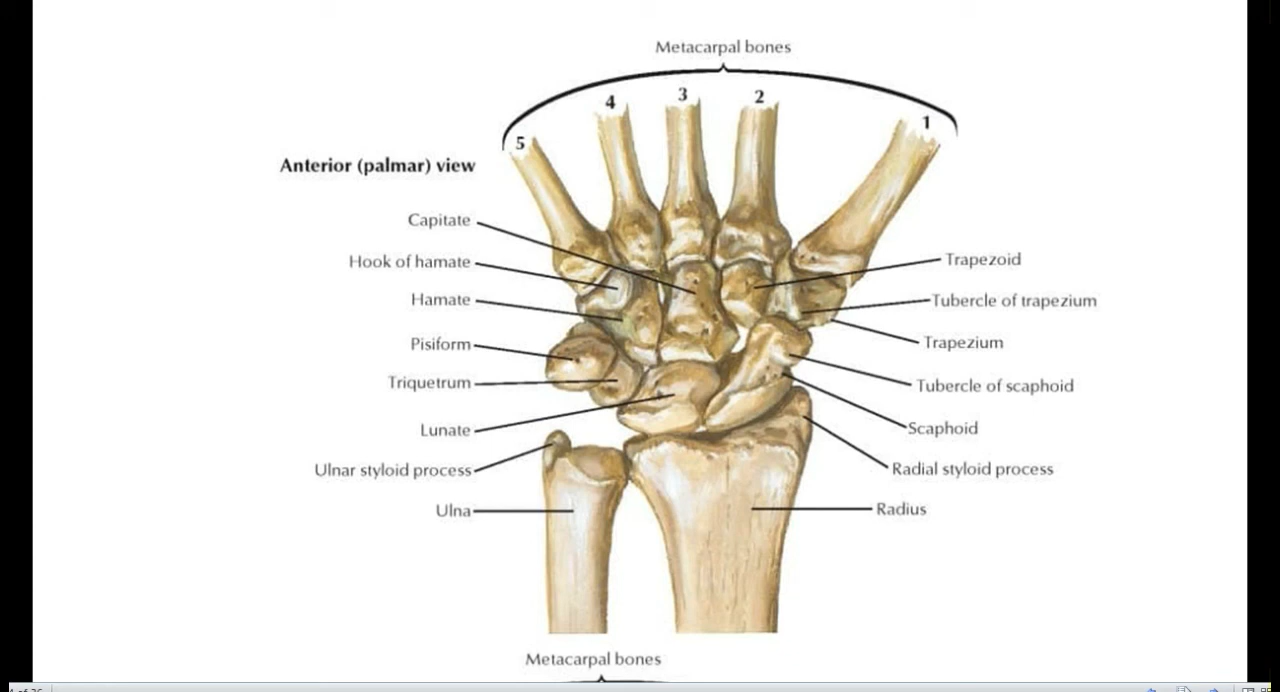 Metacarpal bones
5
4
3
2
1
Anterior (palmar) view
Capitate
Hook of hamate
Hamate
Pisiform
Triquetrum
Lunate
Ulnar styloid process
Ulna
Trapezoid
Tubercle of trapezium
Trapezium
Tubercle of scaphoid
Scaphoid
Radial styloid process
Radius
Metacarpal bones